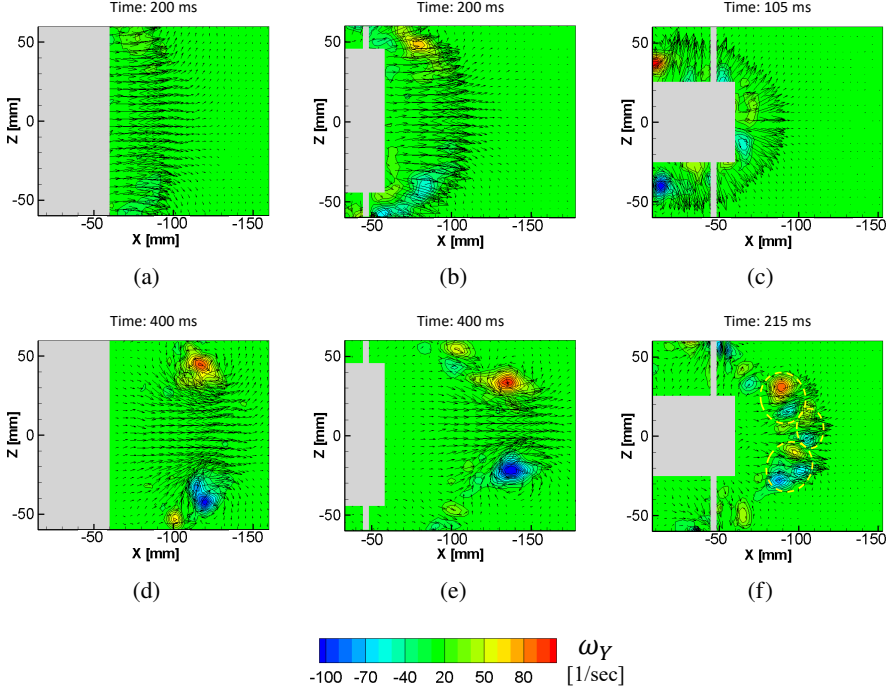 Time: 200 ms
Time: 200 ms
Time: 105 ms
Z [mm]
50
0
-50
-50
-100
-150
X [mm]
Z [mm]
50
0
-50
-50
-100
-150
X [mm]
Z [mm]
50
0
-50
-50
-100
-150
X [mm]
(a)
(b)
(c)
Time: 400 ms
Time: 400 ms
Time: 215 ms
Z [mm]
50
0
-50
-50
-100
-150
X [mm]
Z [mm]
50
0
-50
-50
-100
-150
X [mm]
Z [mm]
50
0
-50
-50
-100
-150
X [mm]
(d)
(e)
(f)
ω_Y
-100 -70 -40 20 50 80
[1/sec]